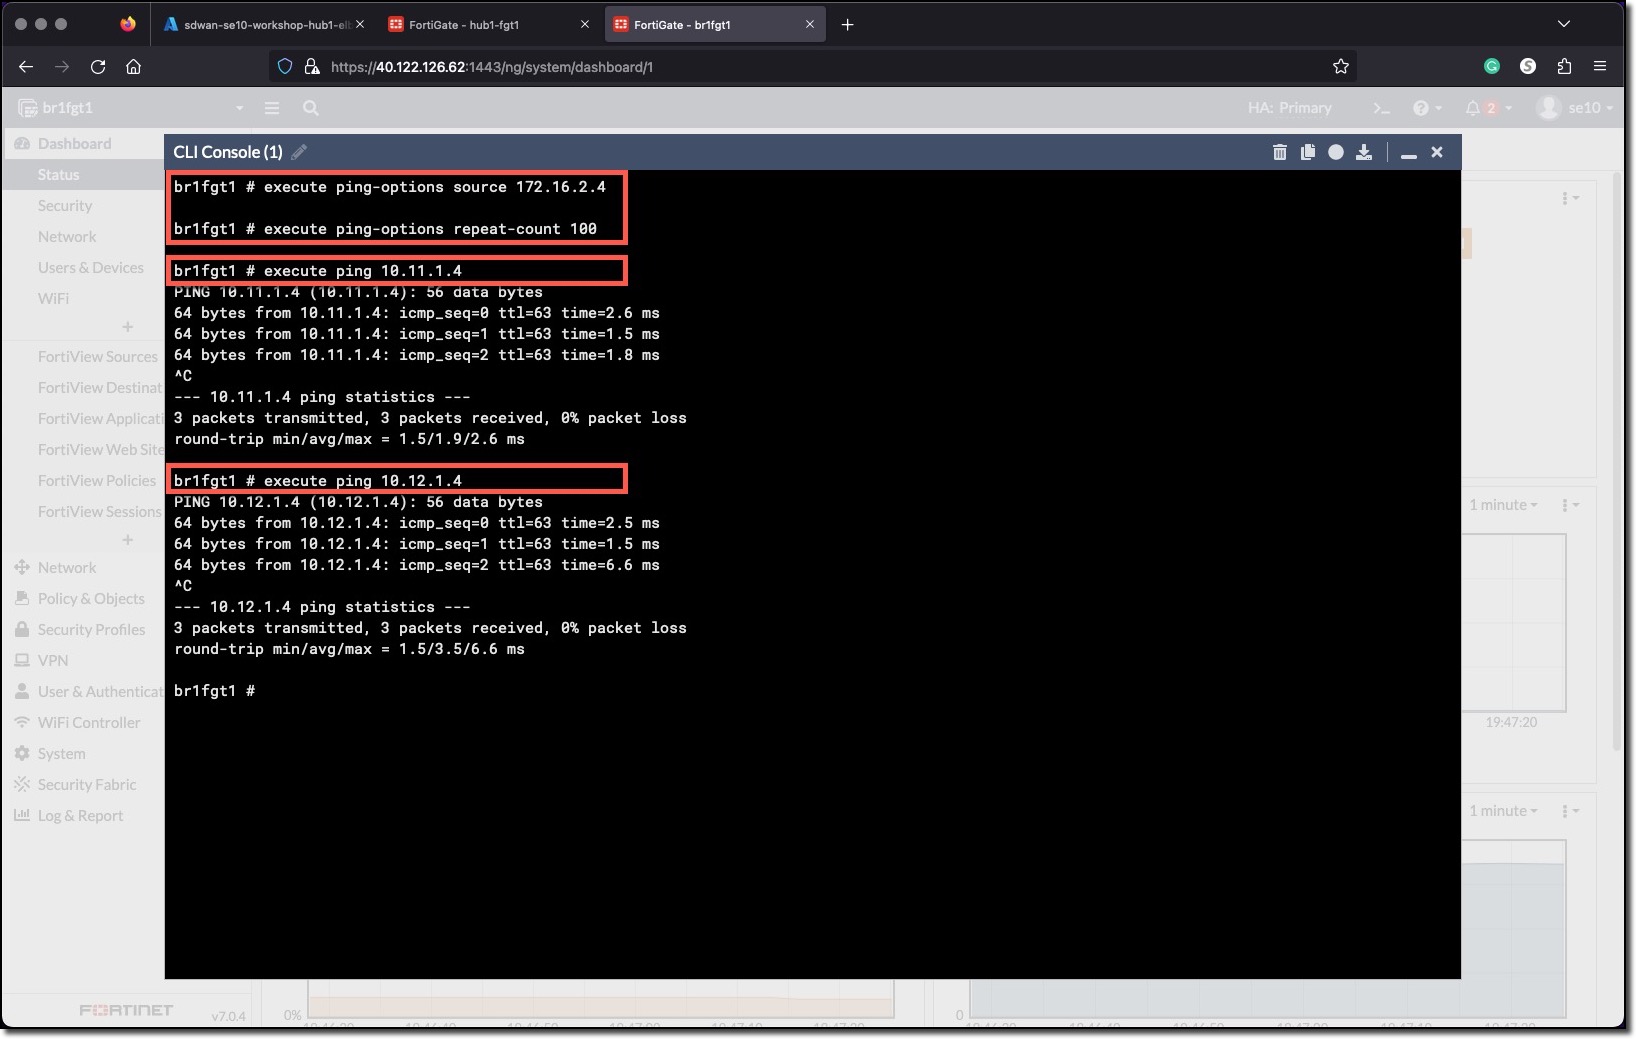 sdwan-se10-workshop-hub1-elb
FortiGate - hub1-fgt1
FortiGate - br1fgt1
https://40.122.126.62:1443/ng/system/dashboard/1
br1fgt1
HA: Primary
>_
2
se10
Dashboard
Status
Security
Network
Users & Devices
WiFi
+
FortiView Sources
FortiView Destinat
FortiView Applicati
FortiView Web Site
FortiView Policies
FortiView Sessions
+
Network
Policy & Objects
Security Profiles
VPN
User & Authenticat
WiFi Controller
System
Security Fabric
Log & Report
FORTINET
v7.0.4
CLI Console (1)
br1fgt1 # execute ping-options source 172.16.2.4
br1fgt1 # execute ping-options repeat-count 100
br1fgt1 # execute ping 10.11.1.4
PING 10.11.1.4 (10.11.1.4): 56 data bytes
64 bytes from 10.11.1.4: icmp_seq=0 ttl=63 time=2.6 ms
64 bytes from 10.11.1.4: icmp_seq=1 ttl=63 time=1.5 ms
64 bytes from 10.11.1.4: icmp_seq=2 ttl=63 time=1.8 ms
^C
--- 10.11.1.4 ping statistics ---
3 packets transmitted, 3 packets received, 0% packet loss
round-trip min/avg/max = 1.5/1.9/2.6 ms
br1fgt1 # execute ping 10.12.1.4
PING 10.12.1.4 (10.12.1.4): 56 data bytes
64 bytes from 10.12.1.4: icmp_seq=0 ttl=63 time=2.5 ms
64 bytes from 10.12.1.4: icmp_seq=1 ttl=63 time=1.5 ms
64 bytes from 10.12.1.4: icmp_seq=2 ttl=63 time=6.6 ms
^C
--- 10.12.1.4 ping statistics ---
3 packets transmitted, 3 packets received, 0% packet loss
round-trip min/avg/max = 1.5/3.5/6.6 ms
br1fgt1 #
1 minute
19:47:20
1 minute
0%
0